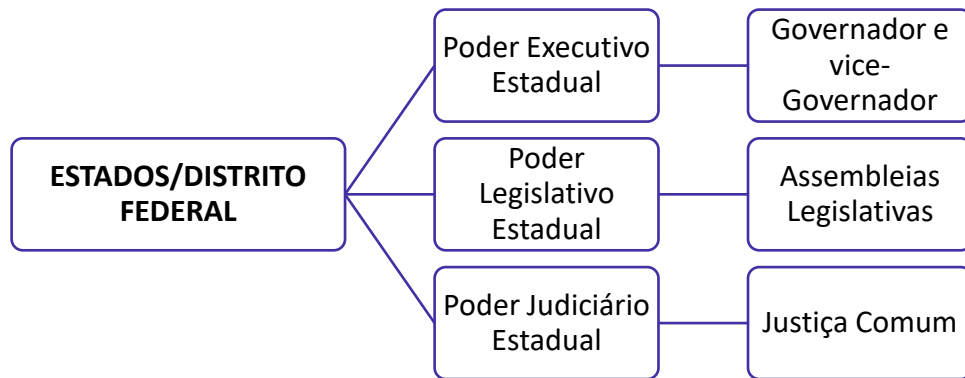 ESTADOS/DISTRITO
FEDERAL
Poder Executivo
Estadual
Governador e
vice-
Governador
Poder
Legislativo
Estadual
Assembleias
Legislativas
Poder Judiciário
Estadual
Justiça Comum